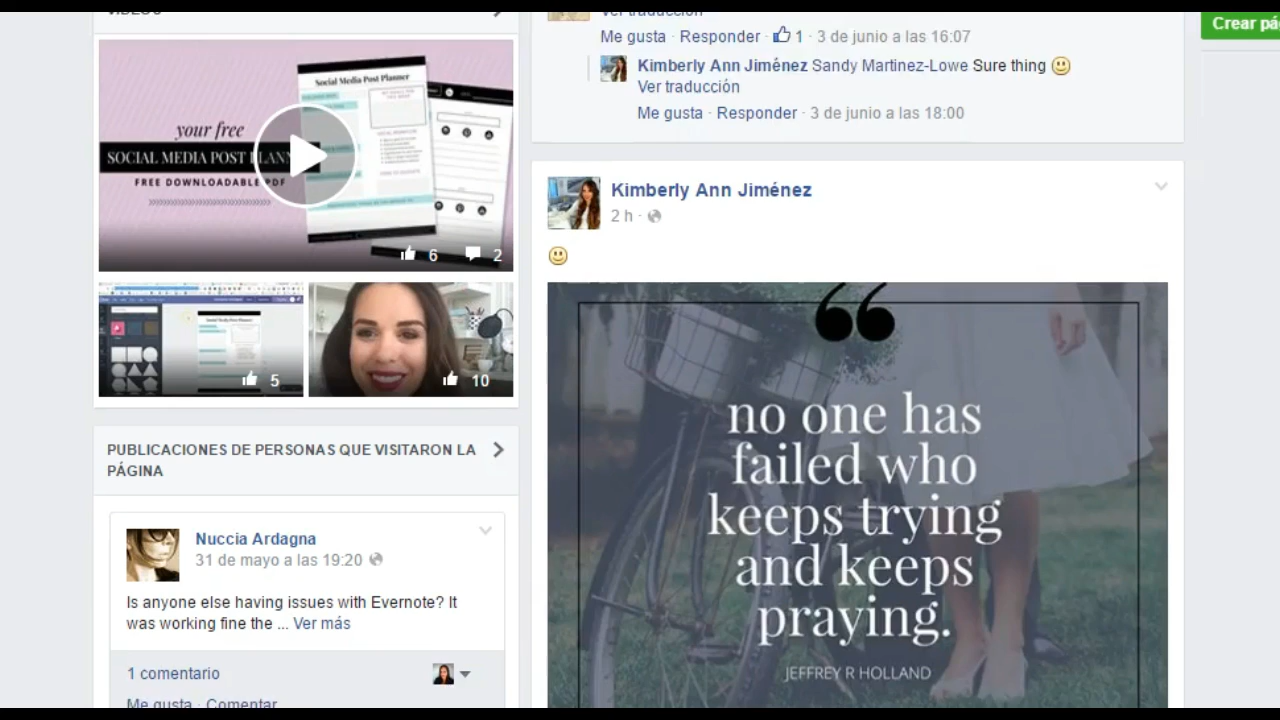 VIDEOS
Social Media Post Planner
your free
SOCIAL MEDIA POST PLANN
FREE DOWNLOADABLE PDF
6 2
5
10
PUBLICACIONES DE PERSONAS QUE VISITARON LA
PÁGINA
Nuccia Ardagna
31 de mayo a las 19:20
Is anyone else having issues with Evernote? It
was working fine the ... Ver más
1 comentario
Me gusta · Comentar
Ver traducción
Me gusta · Responder · 1 · 3 de junio a las 16:07
Kimberly Ann Jiménez Sandy Martinez-Lowe Sure thing
Ver traducción
Me gusta · Responder · 3 de junio a las 18:00
Kimberly Ann Jiménez
2 h ·
“
no one has
failed who
keeps trying
and keeps
praying.
JEFFREY R HOLLAND
Crear pá